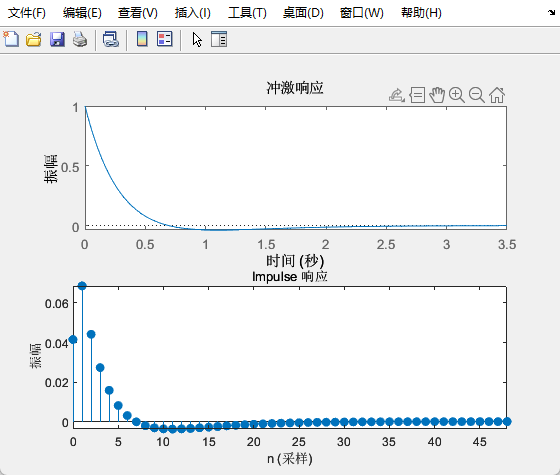 文件(F) 编辑(E) 查看(V) 插入(I) 工具(T) 桌面(D) 窗口(W) 帮助(H)
冲激响应
1
0.5
0
振幅
0 0.5 1 1.5 2 2.5 3 3.5
时间 (秒)
Impulse 响应
0.06
0.04
0.02
0
振幅
0 5 10 15 20 25 30 35 40 45
n (采样)